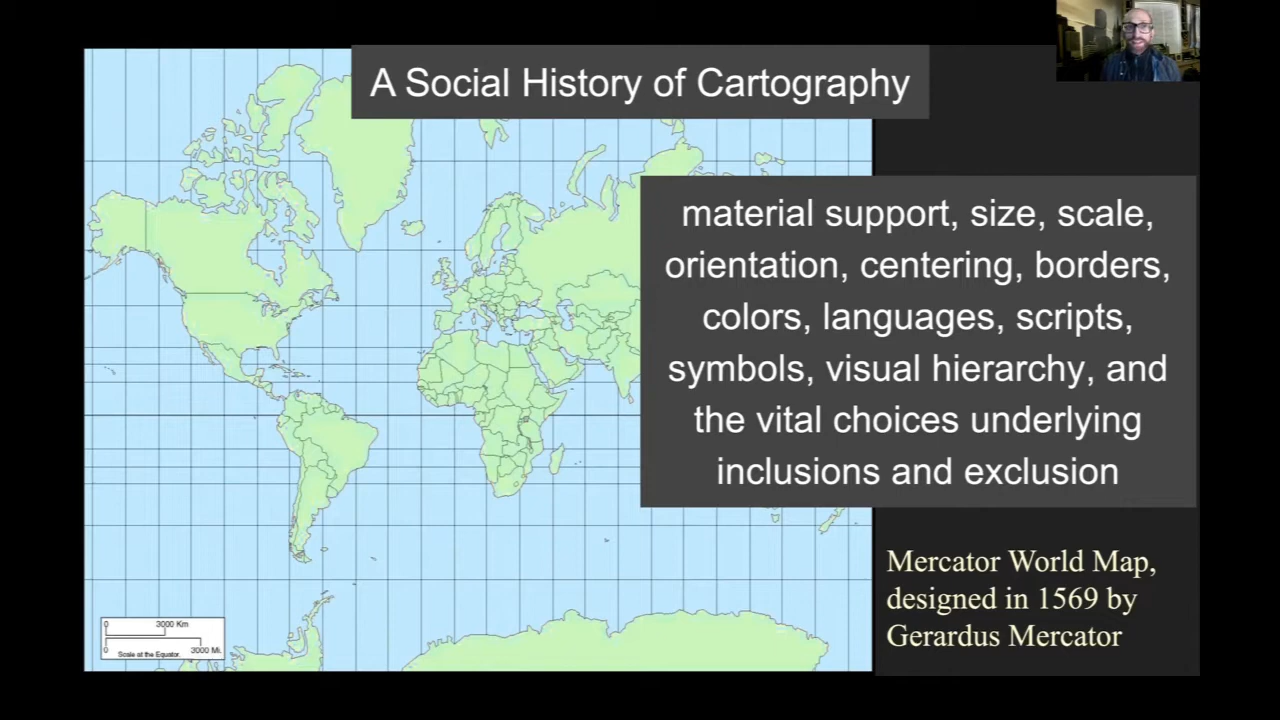 A Social History of Cartography
material support, size, scale,
orientation, centering, borders,
colors, languages, scripts,
symbols, visual hierarchy, and
the vital choices underlying
inclusions and exclusion
Mercator World Map,
designed in 1569 by
Gerardus Mercator
0 3000 Km
0 3000 Mi.
Scale at the Equator.